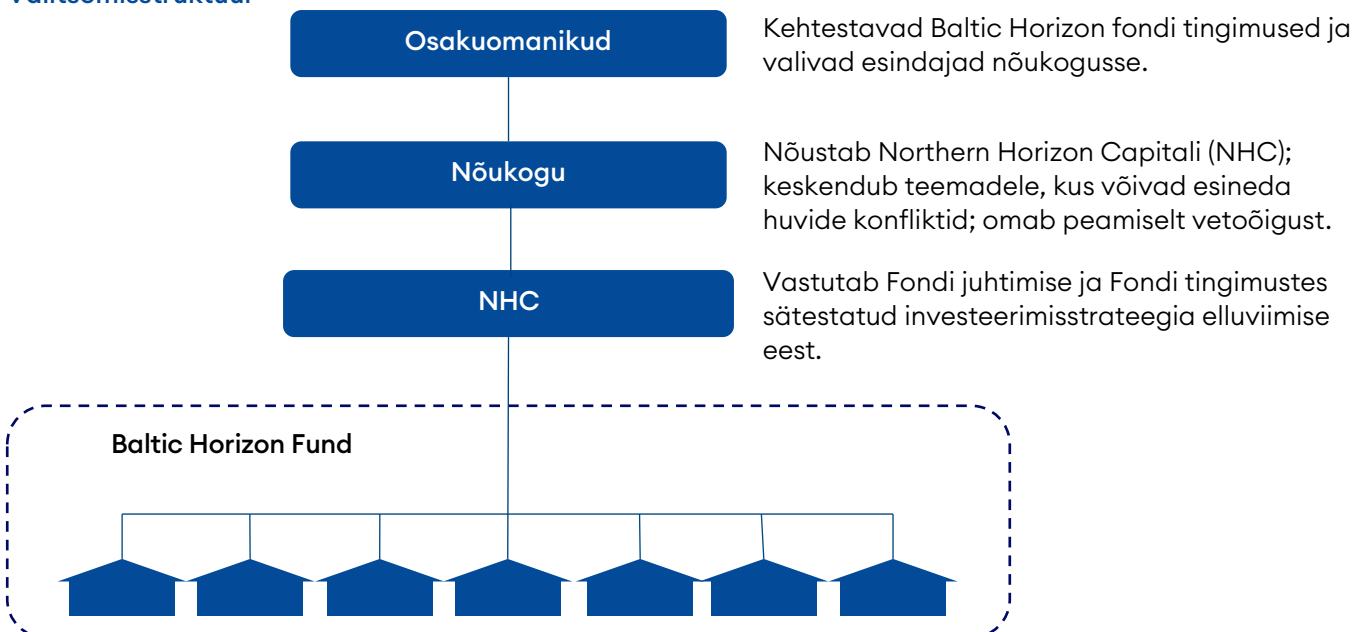 Osakuomanikud
Kehtestavad Baltic Horizon fondi tingimused ja
valivad esindajad nõukogusse.
Nõukogu
Nõustab Northern Horizon Capitali (NHC);
keskendub teemadele, kus võivad esineda
huvide konfliktid; omab peamiselt vetoõigust.
NHC
Vastutab Fondi juhtimise ja Fondi tingimustes
sätestatud investeerimisstrateegia elluviimise
eest.
Baltic Horizon Fund